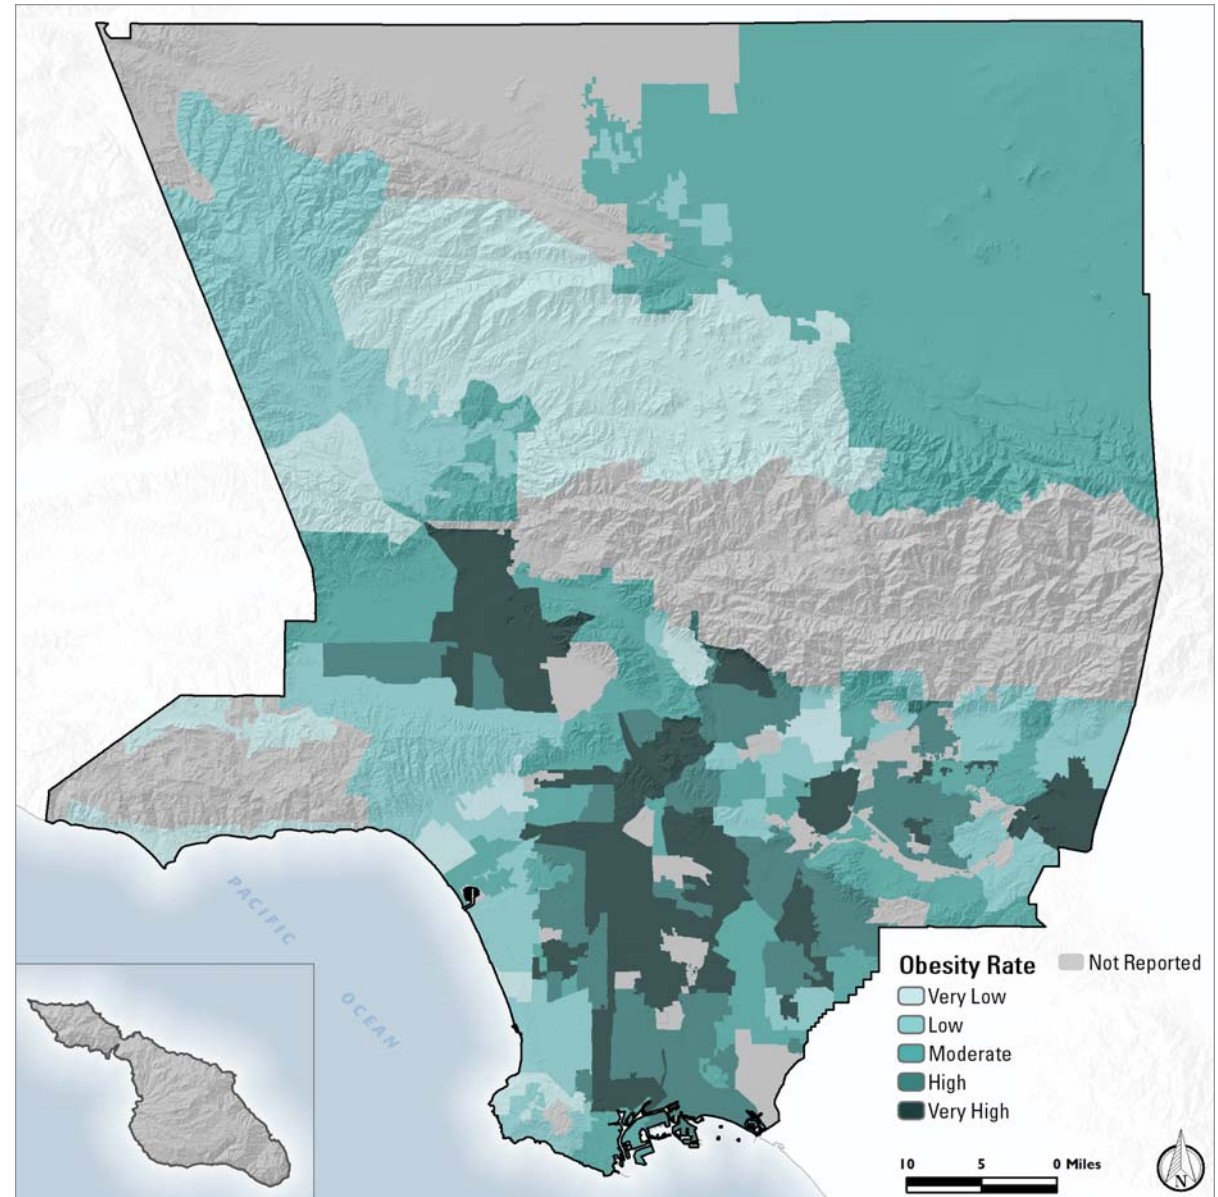 PACIFIC
OCEAN
Obesity Rate
Not Reported
Very Low
Low
Moderate
High
Very High
10 5 0 Miles
N